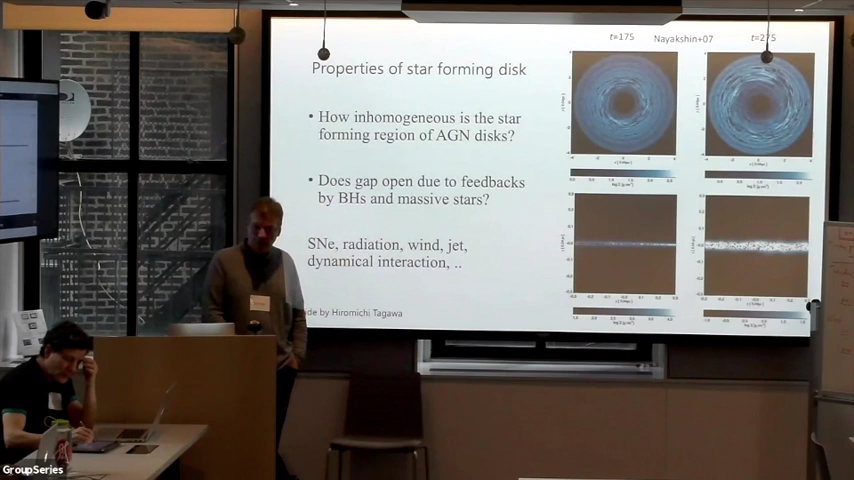 t=175
Nayakshin+07
t=275
Properties of star forming disk
• How inhomogeneous is the star
forming region of AGN disks?
• Does gap open due to feedbacks
by BHs and massive stars?
SNe, radiation, wind, jet,
dynamical interaction, ..
de by Hiromichi Tagawa
GroupSeries